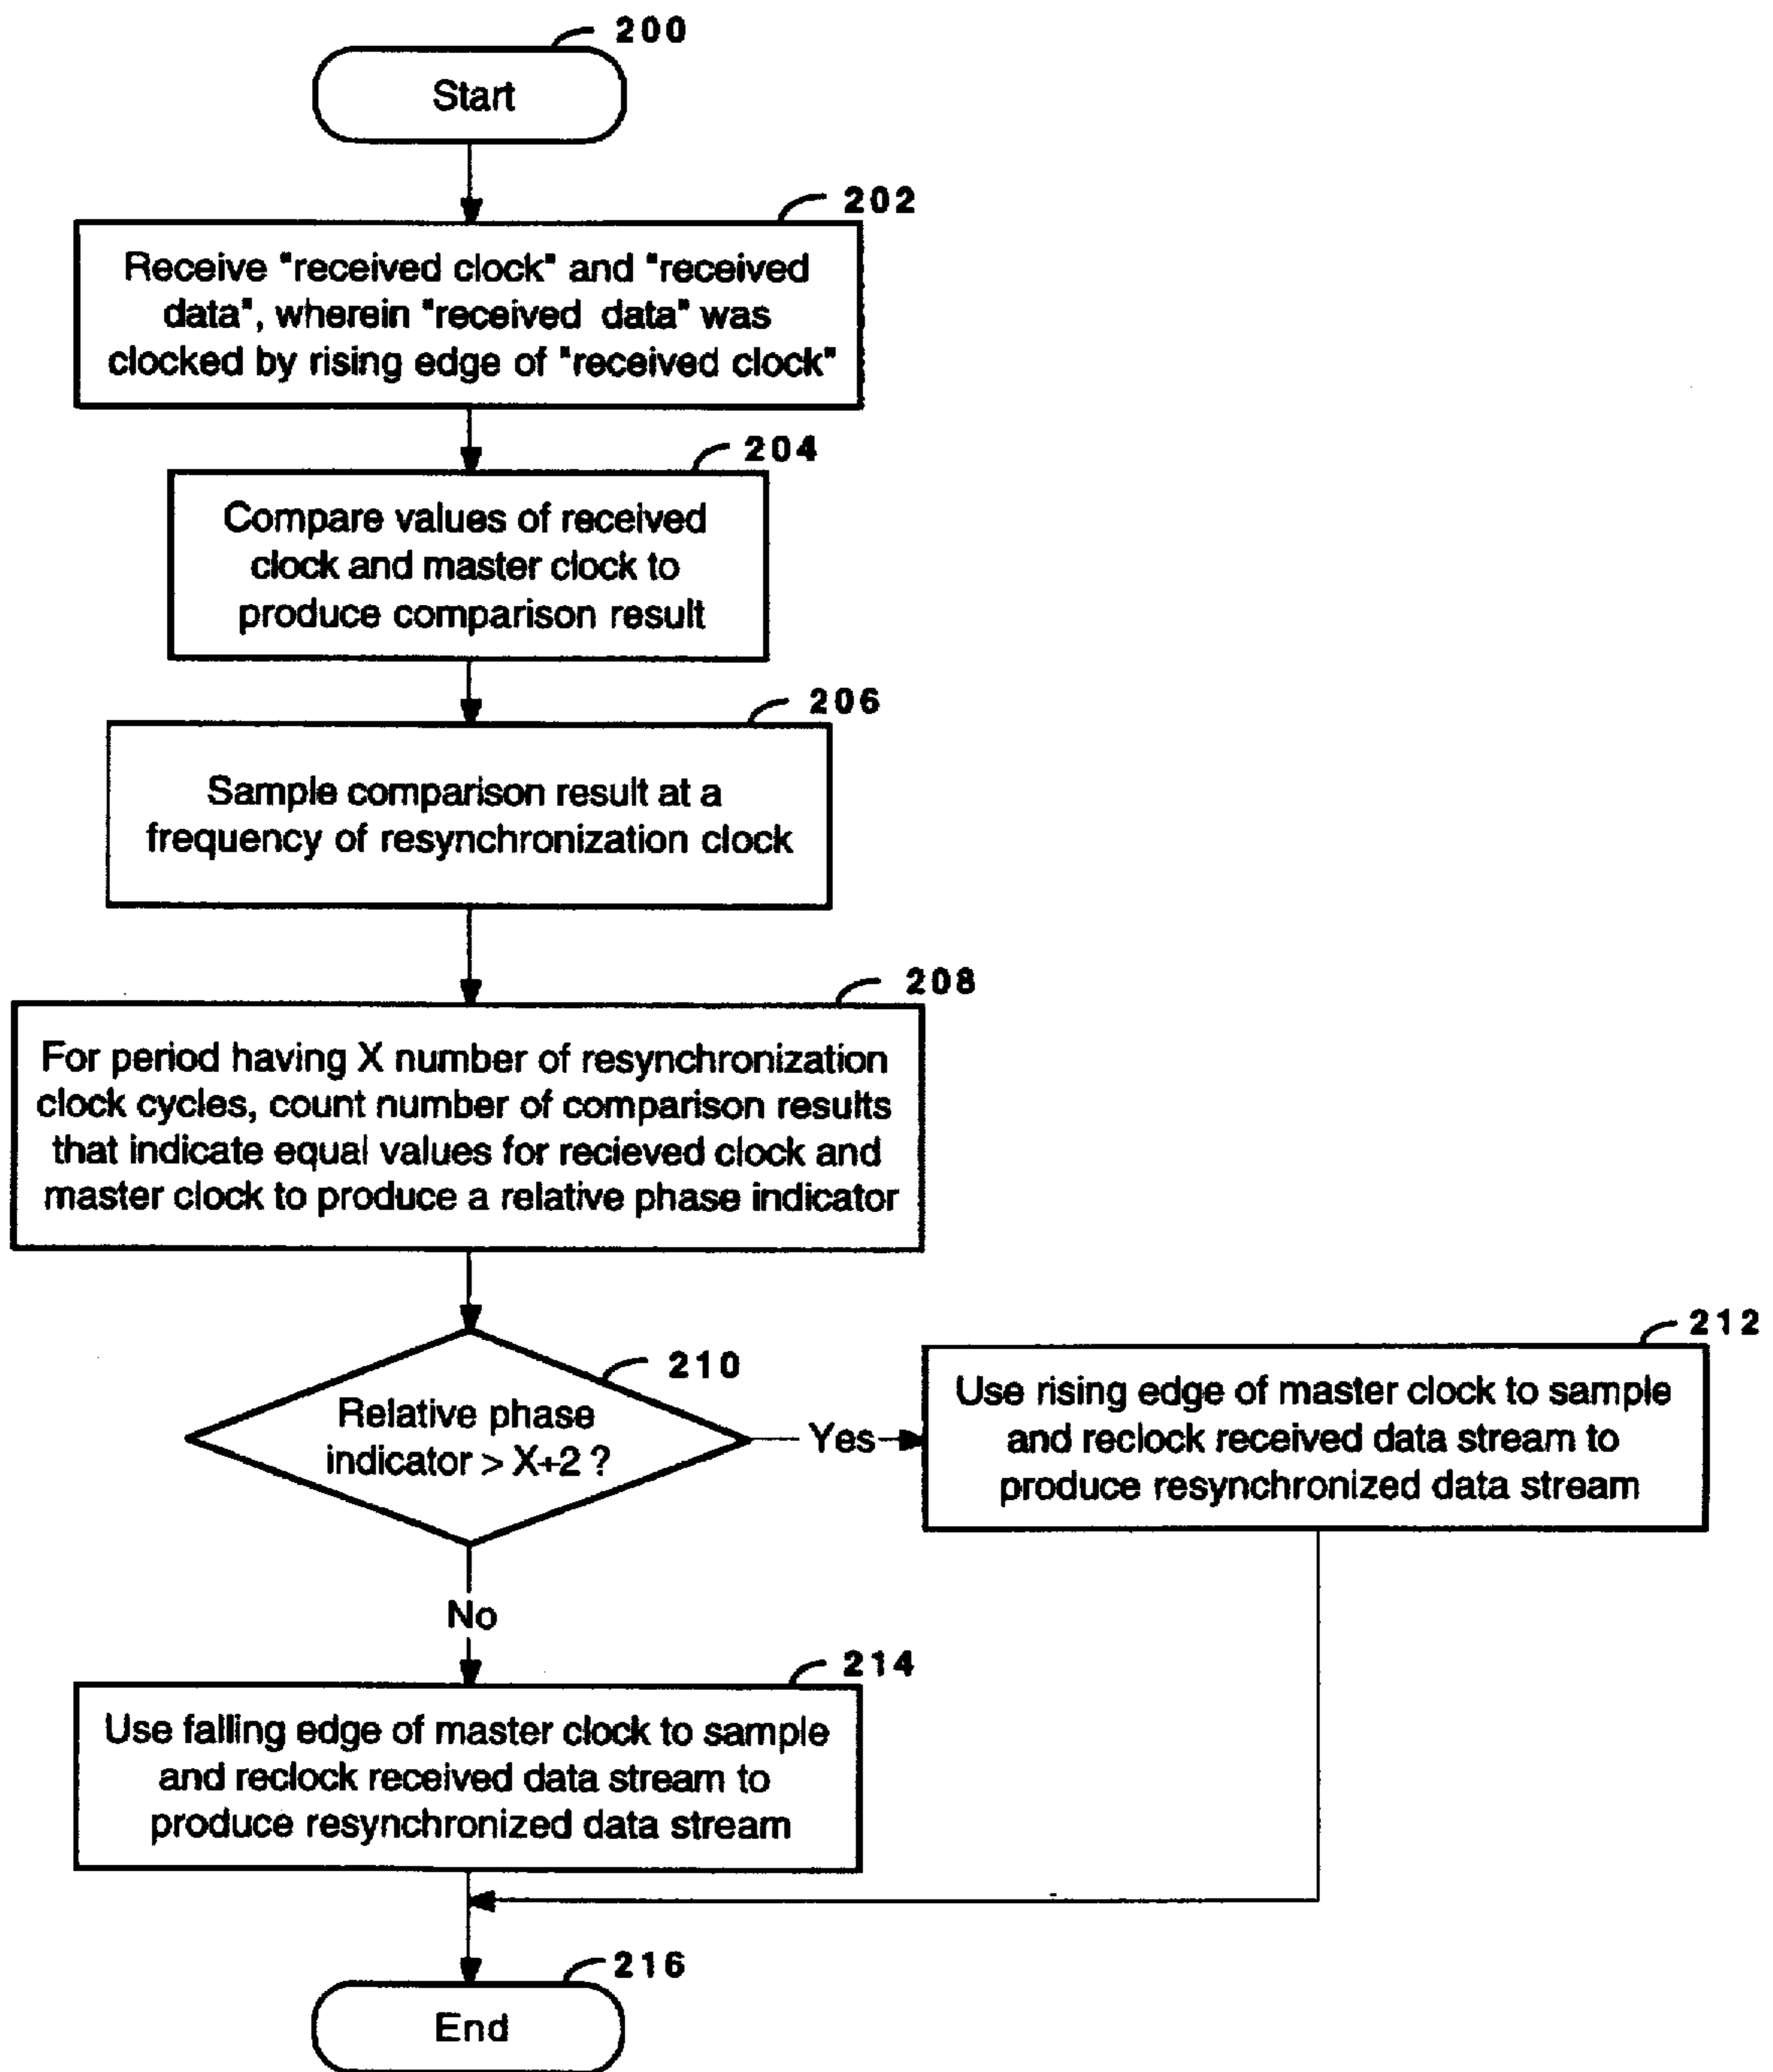 200
Start
202
Receive "received clock" and "received
data", wherein "received data" was
clocked by rising edge of "received clock"
204
Compare values of received
clock and master clock to
produce comparison result
206
Sample comparison result at a
frequency of resynchronization clock
208
For period having X number of resynchronization
clock cycles, count number of comparison results
that indicate equal values for recieved clock and
master clock to produce a relative phase indicator
210
Relative phase
indicator > X+2 ?
Yes
212
Use rising edge of master clock to sample
and reclock received data stream to
produce resynchronized data stream
No
214
Use falling edge of master clock to sample
and reclock received data stream to
produce resynchronized data stream
216
End